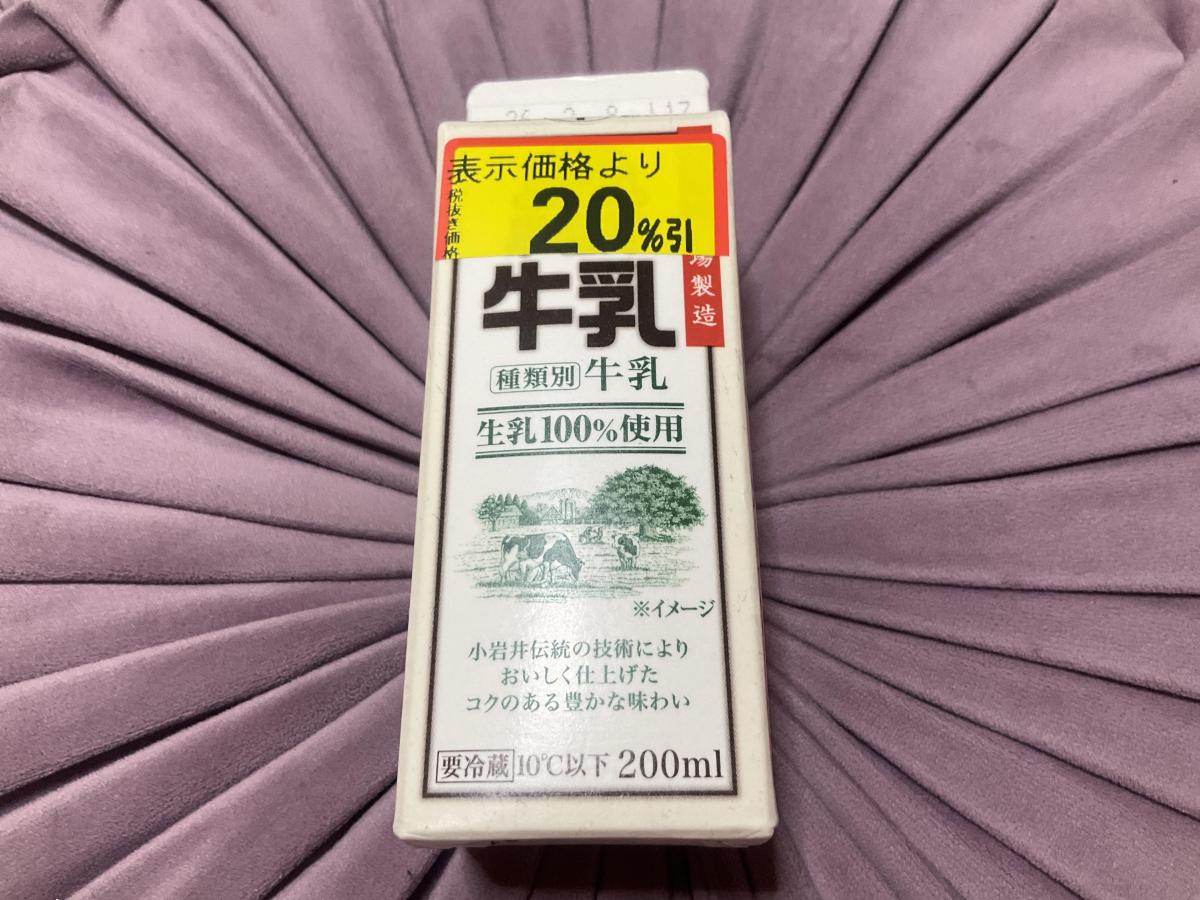 表示価格より
税抜き価格
20%引
牛乳
製造
種類別 牛乳
生乳100%使用
※イメージ
小岩井伝統の技術により
おいしく仕上げた
コクのある豊かな味わい
要冷蔵 10℃以下 200ml